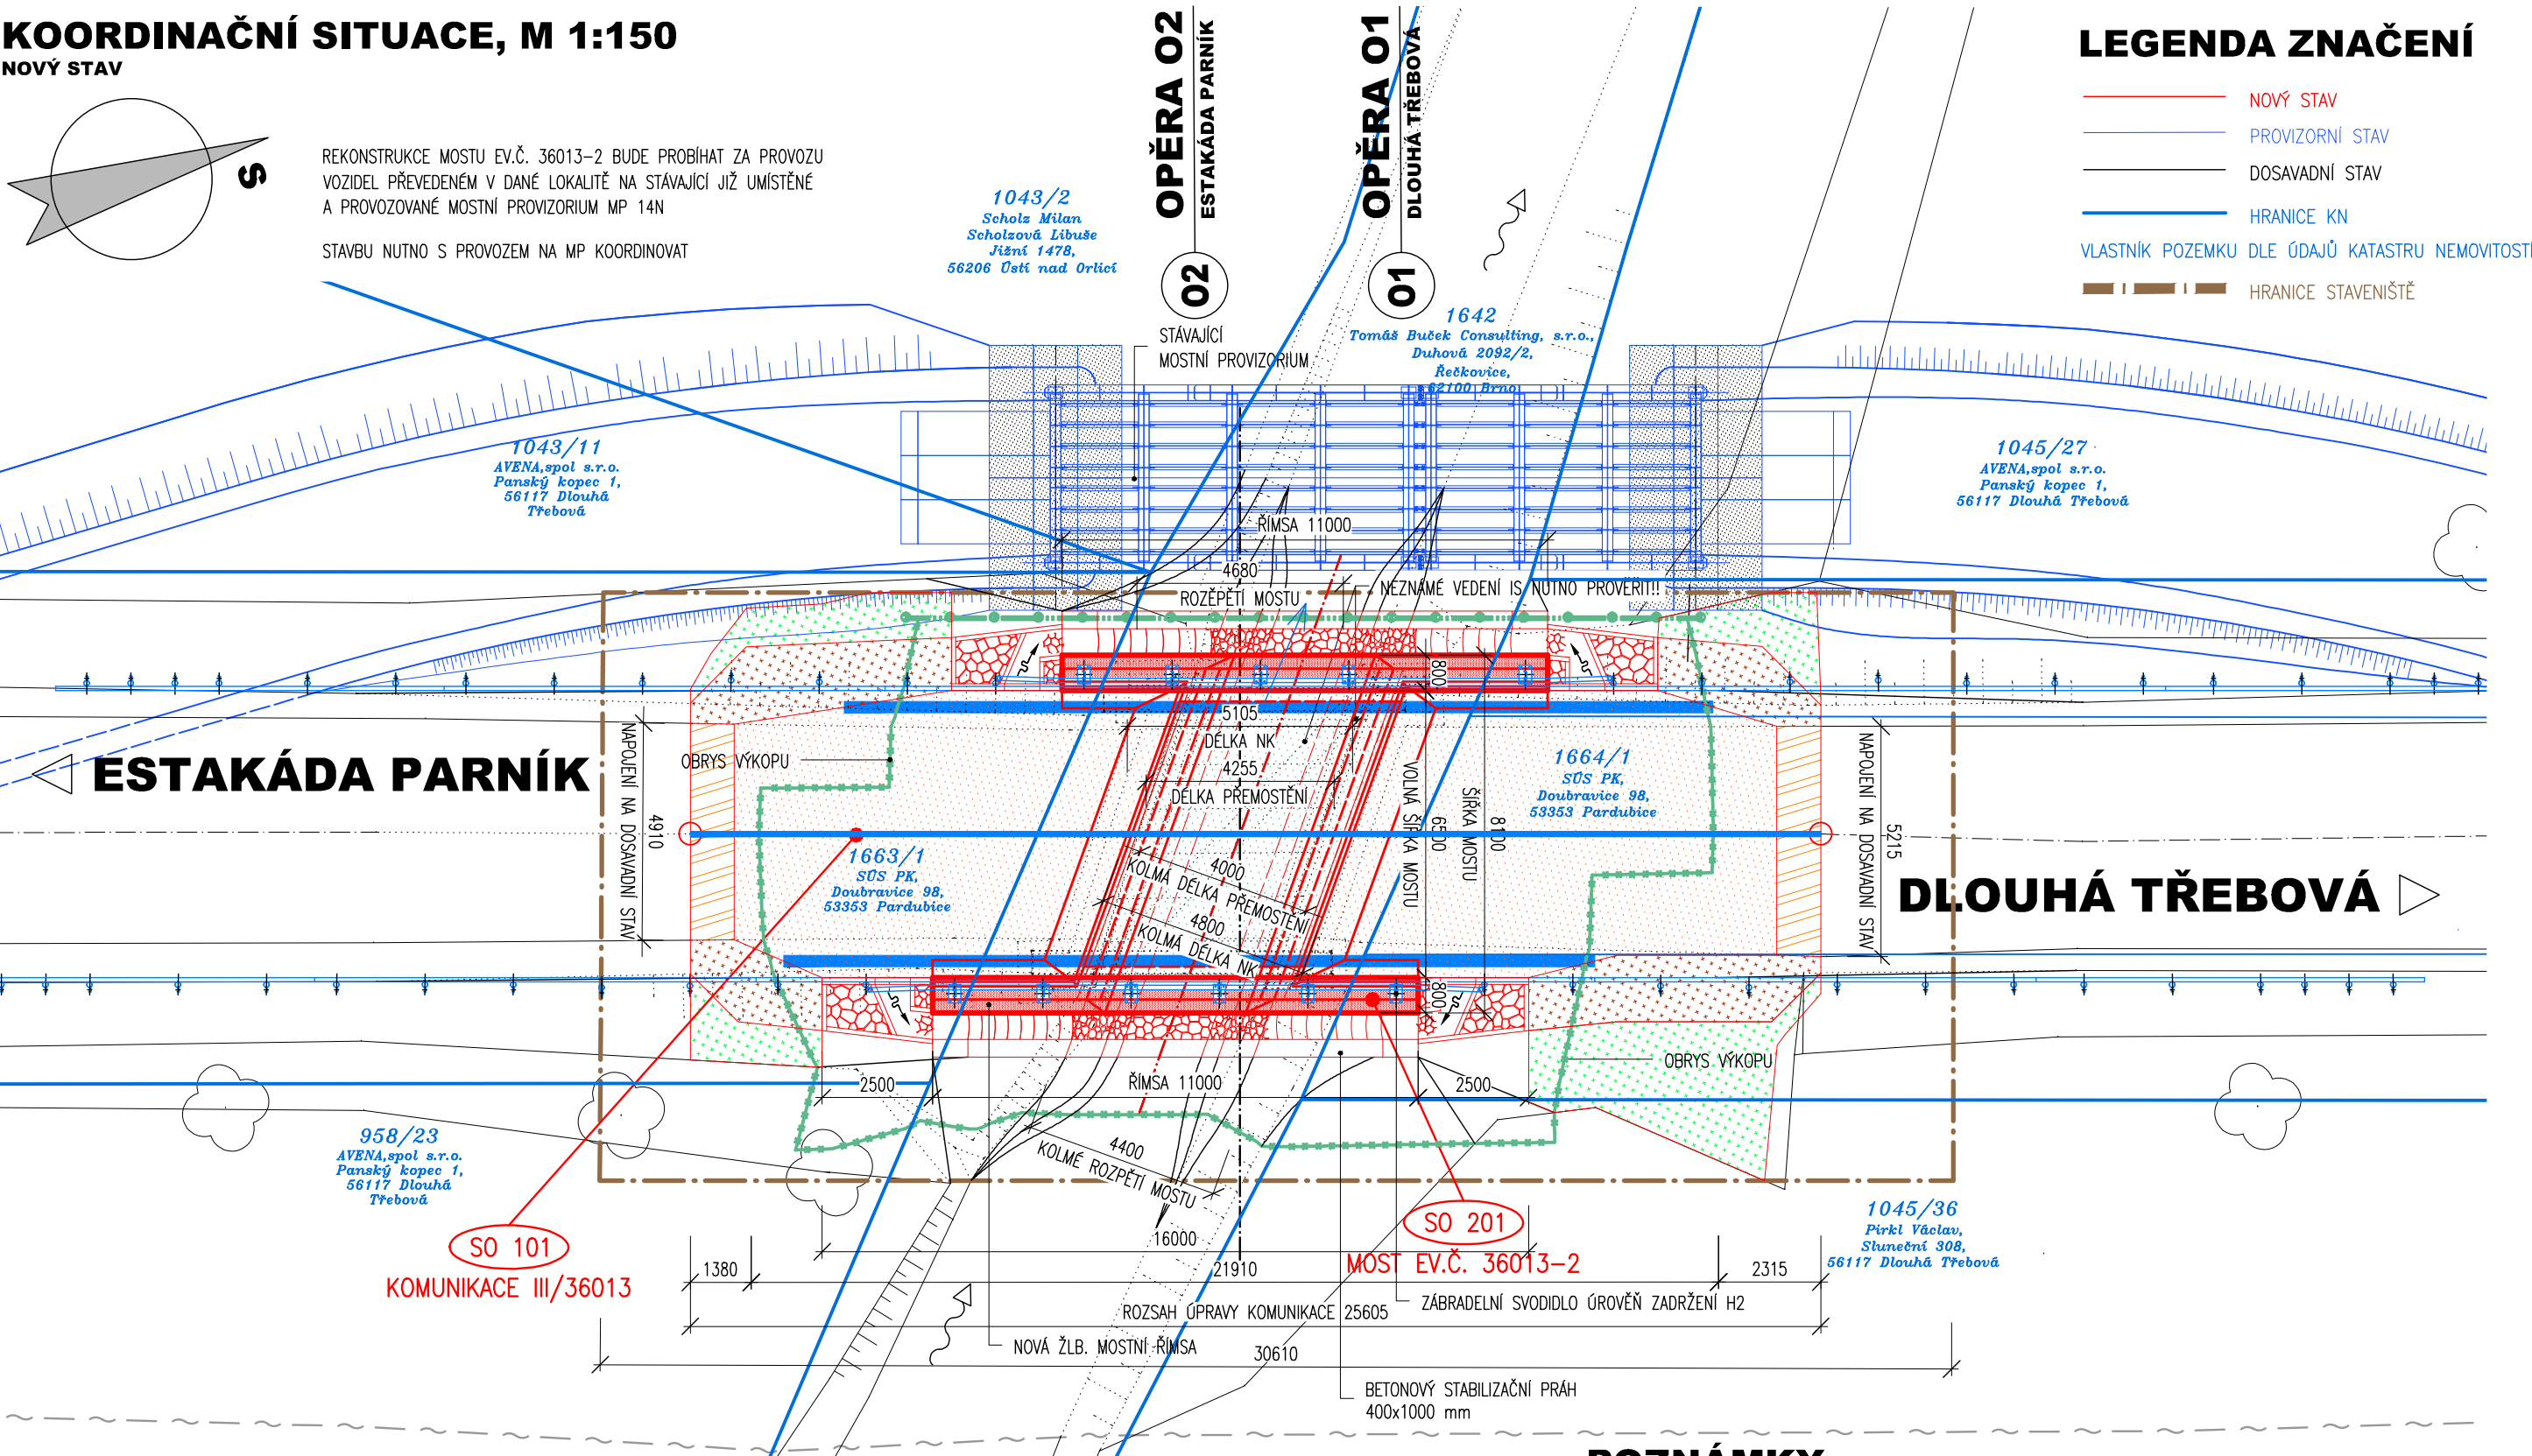 KOORDINAČNÍ SITUACE, M 1:150
NOVÝ STAV
S
REKONSTRUKCE MOSTU EV.Č. 36013-2 BUDE PROBÍHAT ZA PROVOZU
VOZIDEL PŘEVEDENÉM V DANÉ LOKALITĚ NA STÁVAJÍCÍ JIŽ UMÍSTĚNÉ
A PROVOZOVANÉ MOSTNÍ PROVIZORIUM MP 14N
STAVBU NUTNO S PROVOZEM NA MP KOORDINOVAT
OPĚRA O2
ESTAKÁDA PARNÍK
O2
OPĚRA O1
DLOUHÁ TŘEBOVÁ
O1
LEGENDA ZNAČENÍ
NOVÝ STAV
PROVIZORNÍ STAV
DOSAVADNÍ STAV
HRANICE KN
VLASTNÍK POZEMKU DLE ÚDAJŮ KATASTRU NEMOVITOSTÍ
HRANICE STAVENIŠTĚ
1043/2
Scholz Milan
Scholzová Libuše
Jižní 1478,
56206 Ústí nad Orlicí
STÁVAJÍCÍ
MOSTNÍ PROVIZORIUM
1642
Tomáš Buček Consulting, s.r.o.,
Duhová 2092/2,
Řečkovice,
62100 Brno
1043/11
AVENA,spol s.r.o.
Panský kopec 1,
56117 Dlouhá
Třebová
1045/27
AVENA,spol s.r.o.
Panský kopec 1,
56117 Dlouhá Třebová
ŘÍMSA 11000
4680
ROZĚPĚTÍ MOSTU
NEZNÁMÉ VEDENÍ IS NUTNO PROVĚRIT!!
800
5105
DÉLKA NK
4255
DÉLKA PŘEMOSTĚNÍ
OBRYS VÝKOPU
NAPOJENÍ NA DOSAVADNÍ STAV
4910
ESTAKÁDA PARNÍK
VOLNÁ ŠÍŘKA MOSTU
6500
ŠÍŘKA MOSTU
8100
1664/1
SÚS PK,
Doubravice 98,
53353 Pardubice
NAPOJENÍ NA DOSAVADNÍ STAV
5215
1663/1
SÚS PK,
Doubravice 98,
53353 Pardubice
4000
KOLMÁ DÉLKA PŘEMOSTĚNÍ
4800
KOLMÁ DÉLKA NK
DLOUHÁ TŘEBOVÁ
800
OBRYS VÝKOPU
2500
ŘÍMSA 11000
2500
4400
KOLMÉ ROZPĚTÍ MOSTU
958/23
AVENA,spol s.r.o.
Panský kopec 1,
56117 Dlouhá
Třebová
1045/36
Pirkl Václav,
Sluneční 308,
56117 Dlouhá Třebová
SO 101
KOMUNIKACE III/36013
SO 201
MOST EV.Č. 36013-2
16000
1380
21910
2315
ZÁBRADELNÍ SVODIDLO ÚROVĚŇ ZADRŽENÍ H2
ROZSAH ÚPRAVY KOMUNIKACE 25605
NOVÁ ŽLB. MOSTNÍ ŘÍMSA
30610
BETONOVÝ STABILIZAČNÍ PRÁH
400x1000 mm
POZNÁMKY